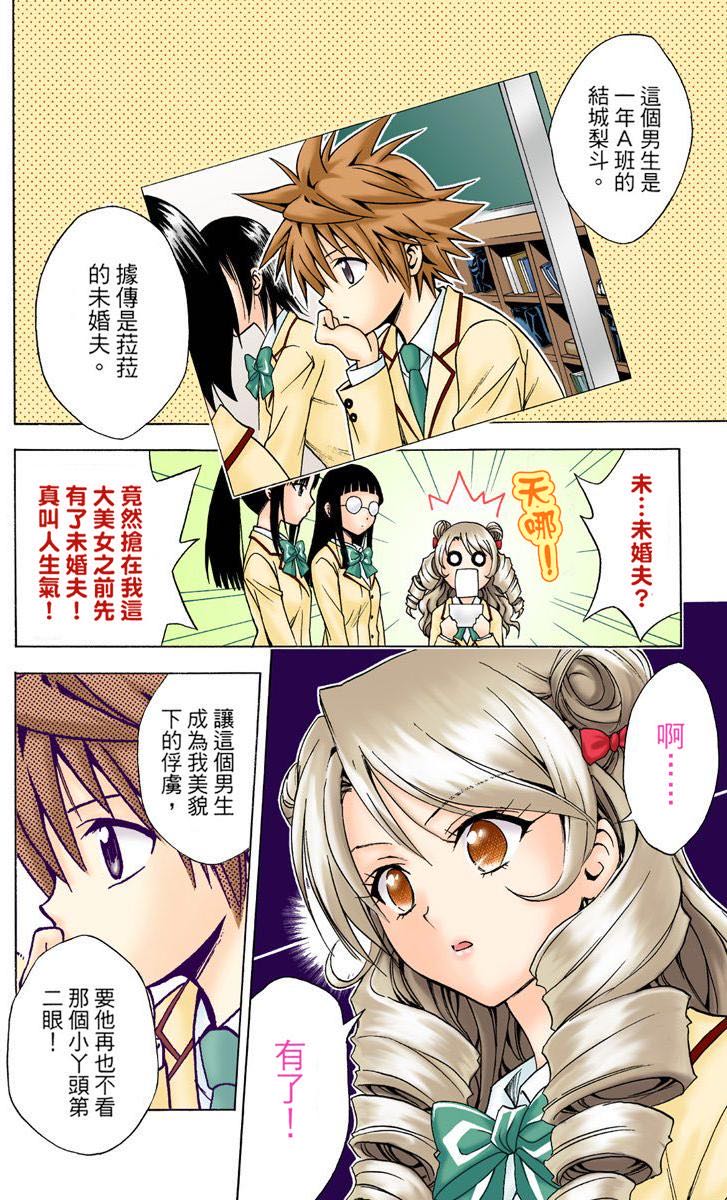 這個男生是
一年A班的
結城梨斗。
據傳是菈菈
的未婚夫。
未…未婚夫？
天哪！
竟然搶在我這
大美女之前先
有了未婚夫！
真叫人生氣！
啊……
有了！
讓這個男生
成為我美貌
下的俘虜，
要他再也不看
那個小丫頭第
二眼！